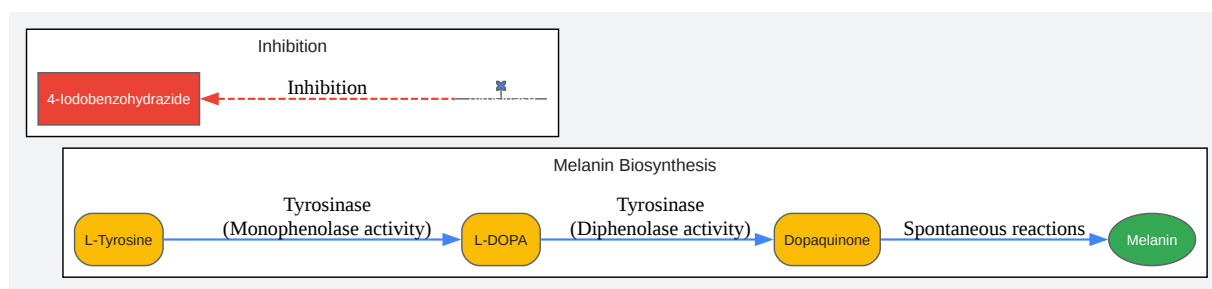 Inhibition
4-Iodobenzohydrazide
Inhibition
Melanin Biosynthesis
L-Tyrosine
Tyrosinase
(Monophenolase activity)
L-DOPA
Tyrosinase
(Diphenolase activity)
Dopaquinone
Spontaneous reactions
Melanin